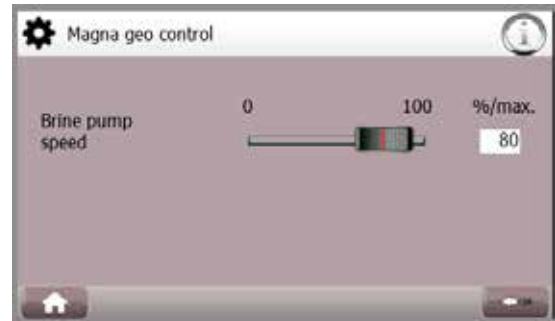 Magna geo control
0 100 %/max.
Brine pump
speed
80